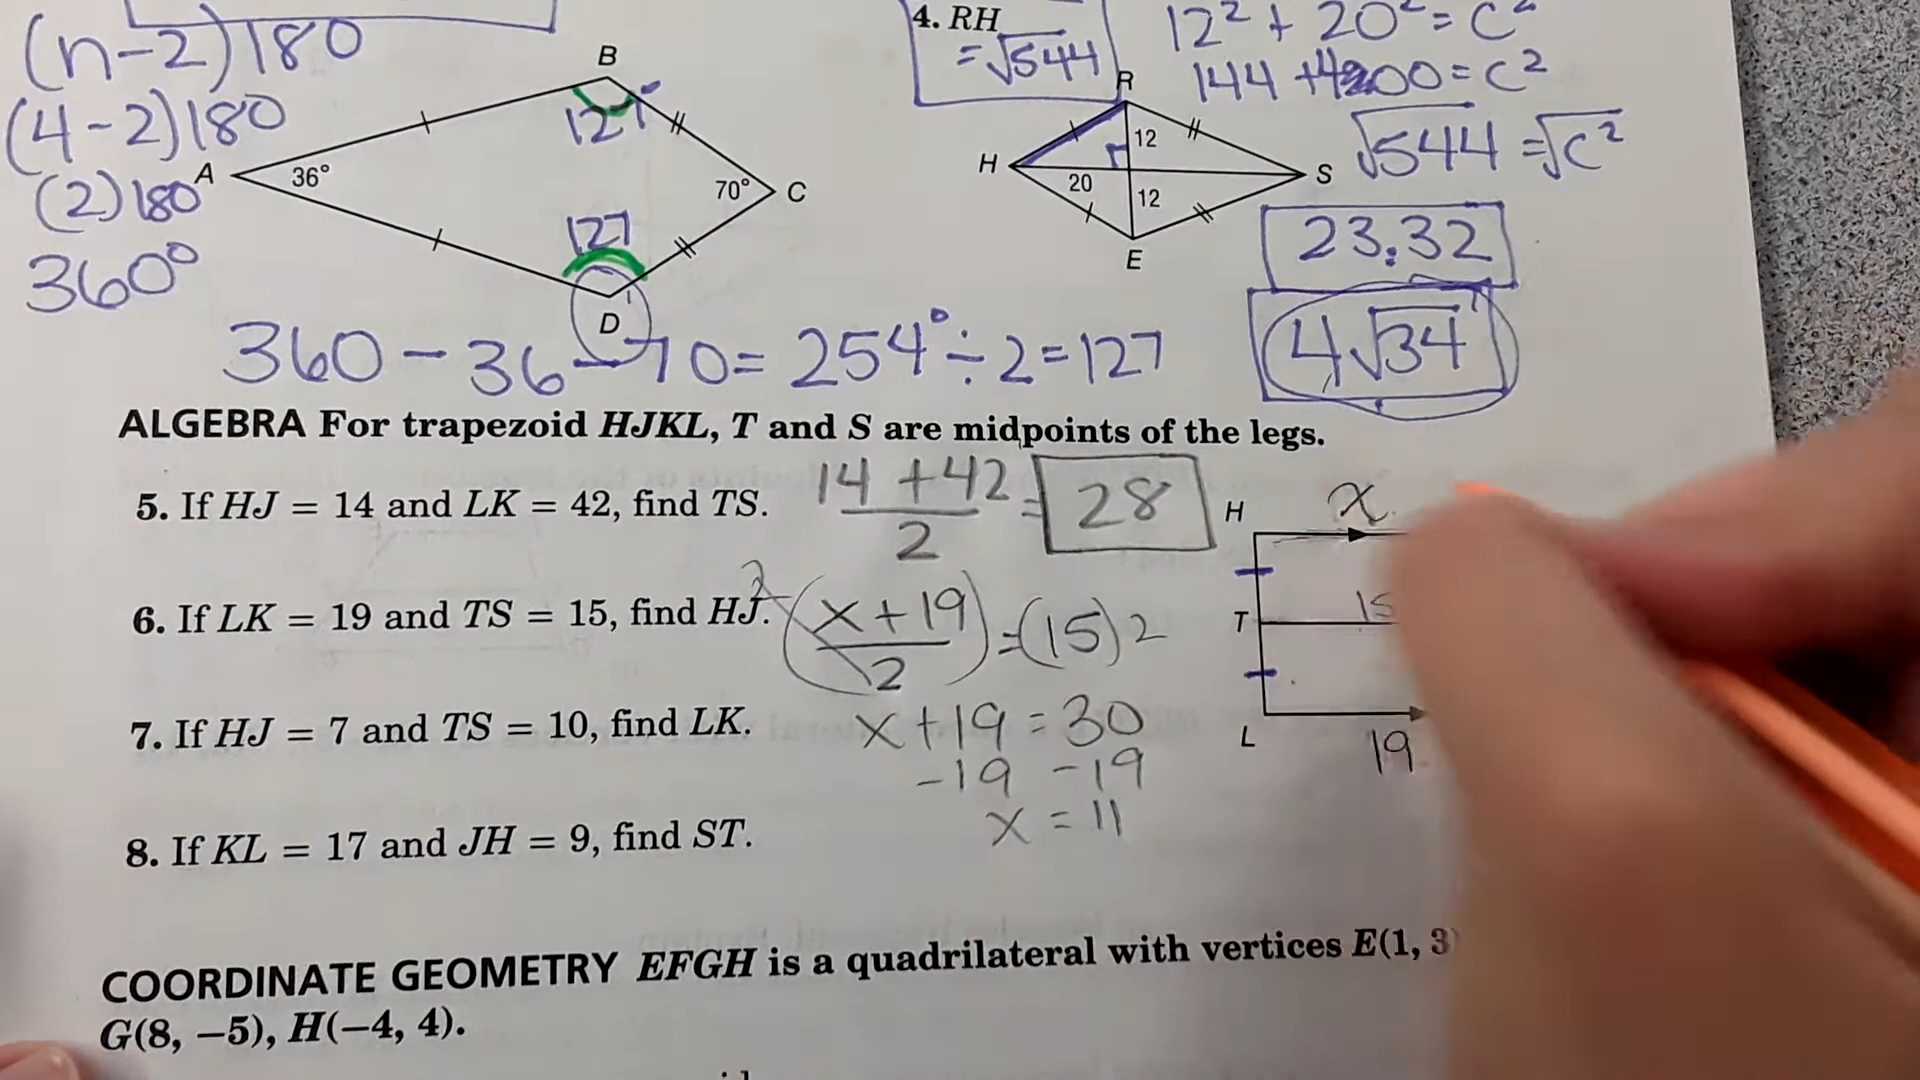 (n-2)180
(4-2)180
(2)180
360°
A
36°
B
127°
70°
C
127
D
360 - 36 - 70 = 254° ÷ 2 = 127
4. RH
= √544
12² + 20² = C²
144 + 400 = C²
√544 = √C²
23.32
4√34
R
H
12
20
12
S
E
ALGEBRA For trapezoid HJKL, T and S are midpoints of the legs.
5. If HJ = 14 and LK = 42, find TS.
14 + 42
2
= 28
6. If LK = 19 and TS = 15, find HJ.
2 (x + 19) = (15) 2
2
x + 19 = 30
-19 -19
x = 11
7. If HJ = 7 and TS = 10, find LK.
8. If KL = 17 and JH = 9, find ST.
H
x
T
15
L
19
COORDINATE GEOMETRY EFGH is a quadrilateral with vertices E(1, 3)
G(8, −5), H(−4, 4).